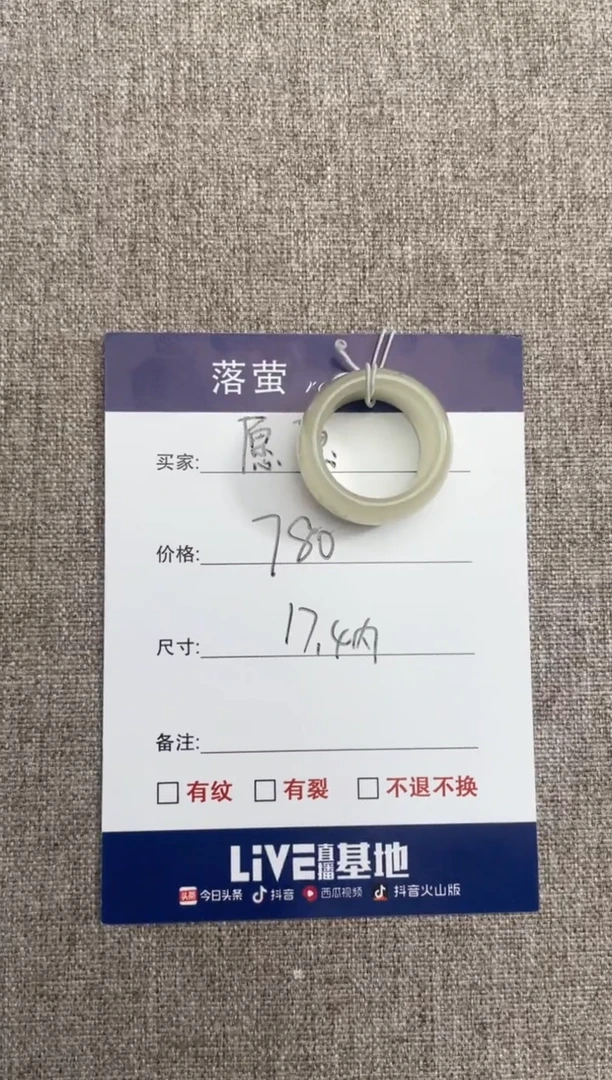 落萤
买家: 愿
价格: 780
尺寸: 17.4内
备注:
□ 有纹 □ 有裂 □ 不退不换
LiVE直播基地
头条 今日头条 抖音 西瓜视频 抖音火山版